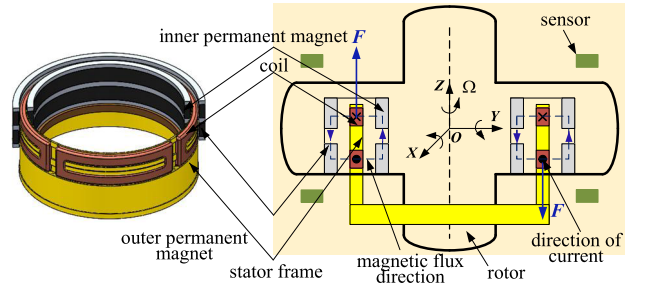 sensor
inner permanent magnet
F
coil
Z
Ω
Y
O
X
F
outer permanent
magnet
stator frame
magnetic flux
direction
rotor
direction of
current